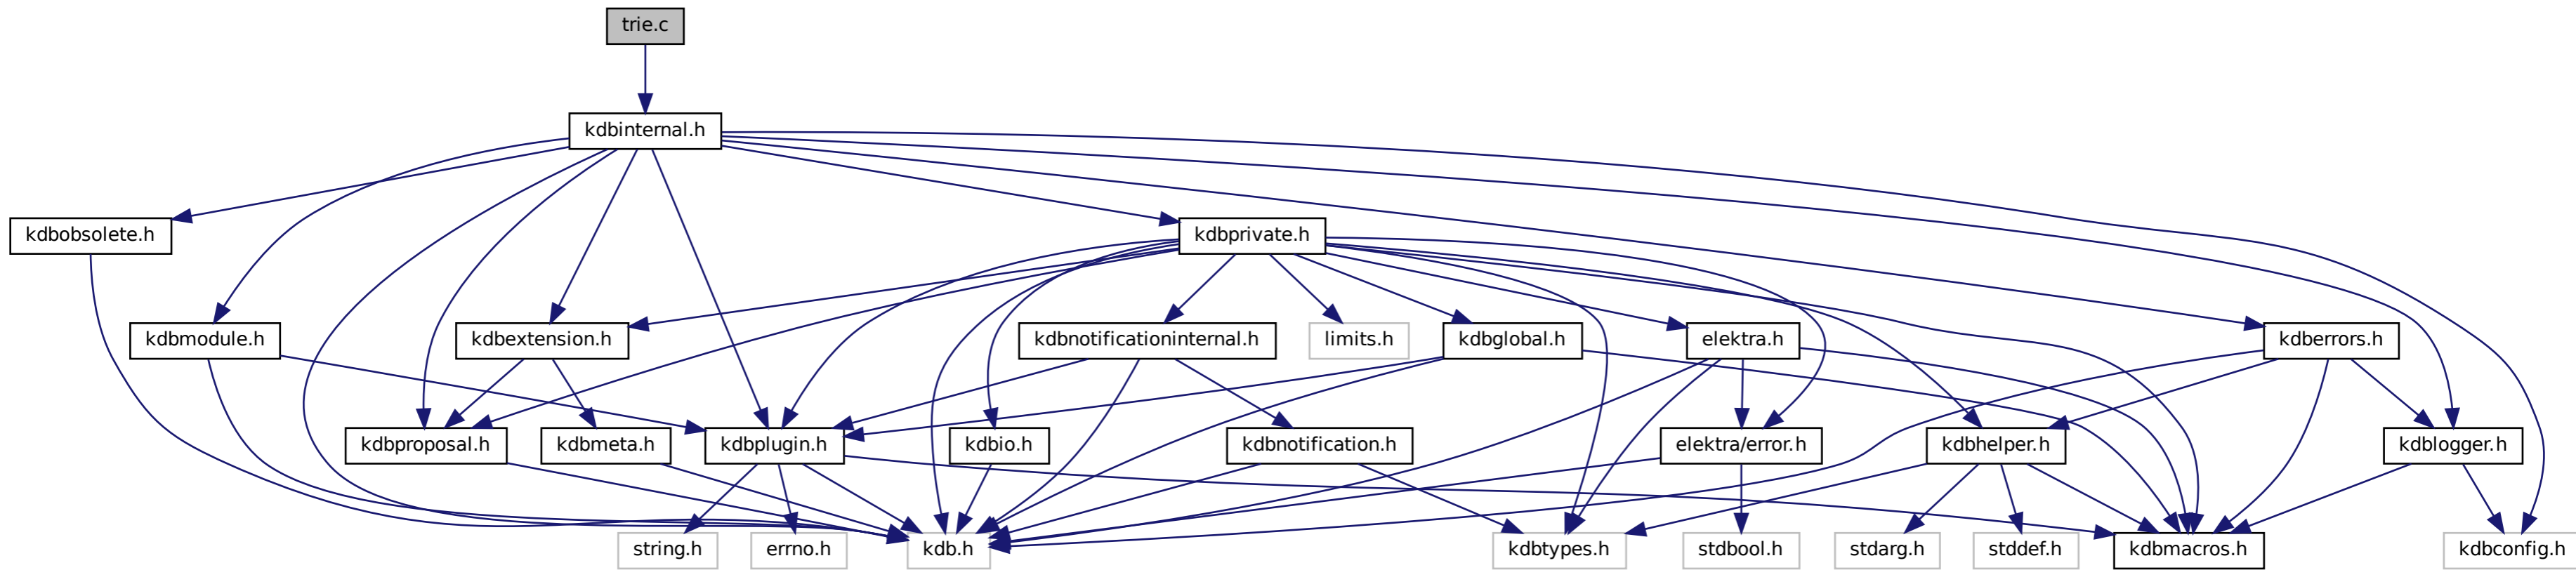 trie.c
kdbinternal.h
kdbobsolete.h
kdbprivate.h
kdbmodule.h
kdbextension.h
kdbnotificationinternal.h
limits.h
kdbglobal.h
elektra.h
kdberrors.h
kdbproposal.h
kdbmeta.h
kdbplugin.h
kdbio.h
kdbnotification.h
elektra/error.h
kdbhelper.h
kdblogger.h
string.h
errno.h
kdb.h
kdbtypes.h
stdbool.h
stdarg.h
stddef.h
kdbmacros.h
kdbconfig.h